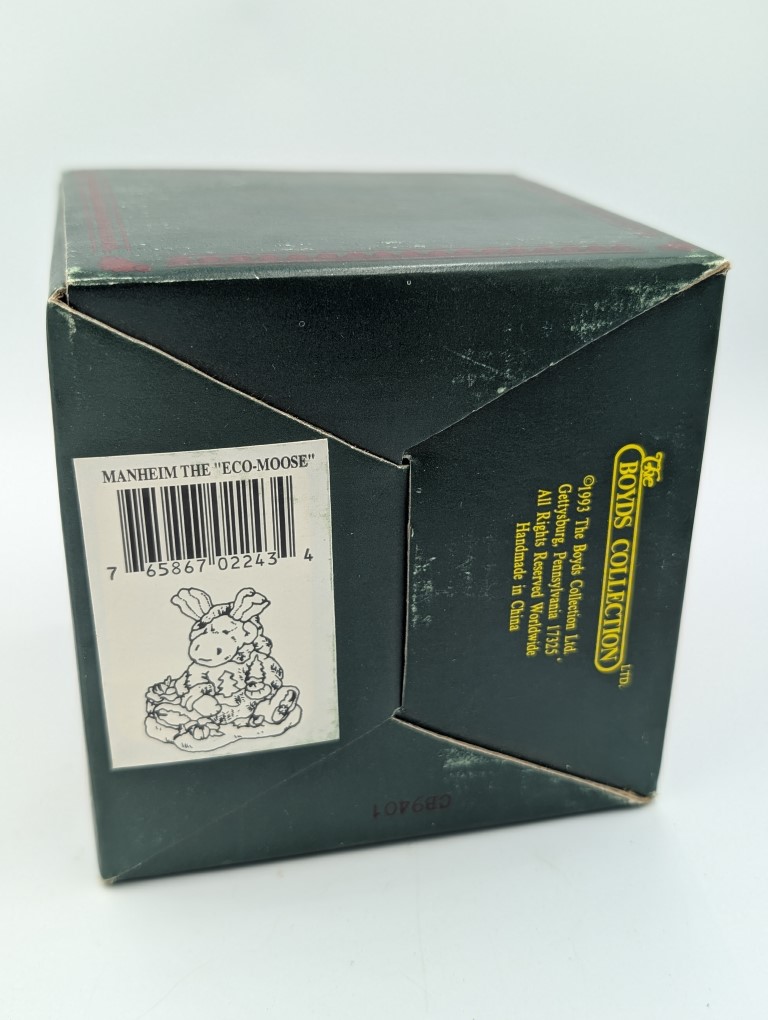 MANHEIM THE "ECO-MOOSE"
7 65867 02243 4
The
BOYDS COLLECTION
LTD.
©1993 The Boyds Collection Ltd.
Gettysburg, Pennsylvania 17325
All Rights Reserved Worldwide
Handmade in China
GB9401